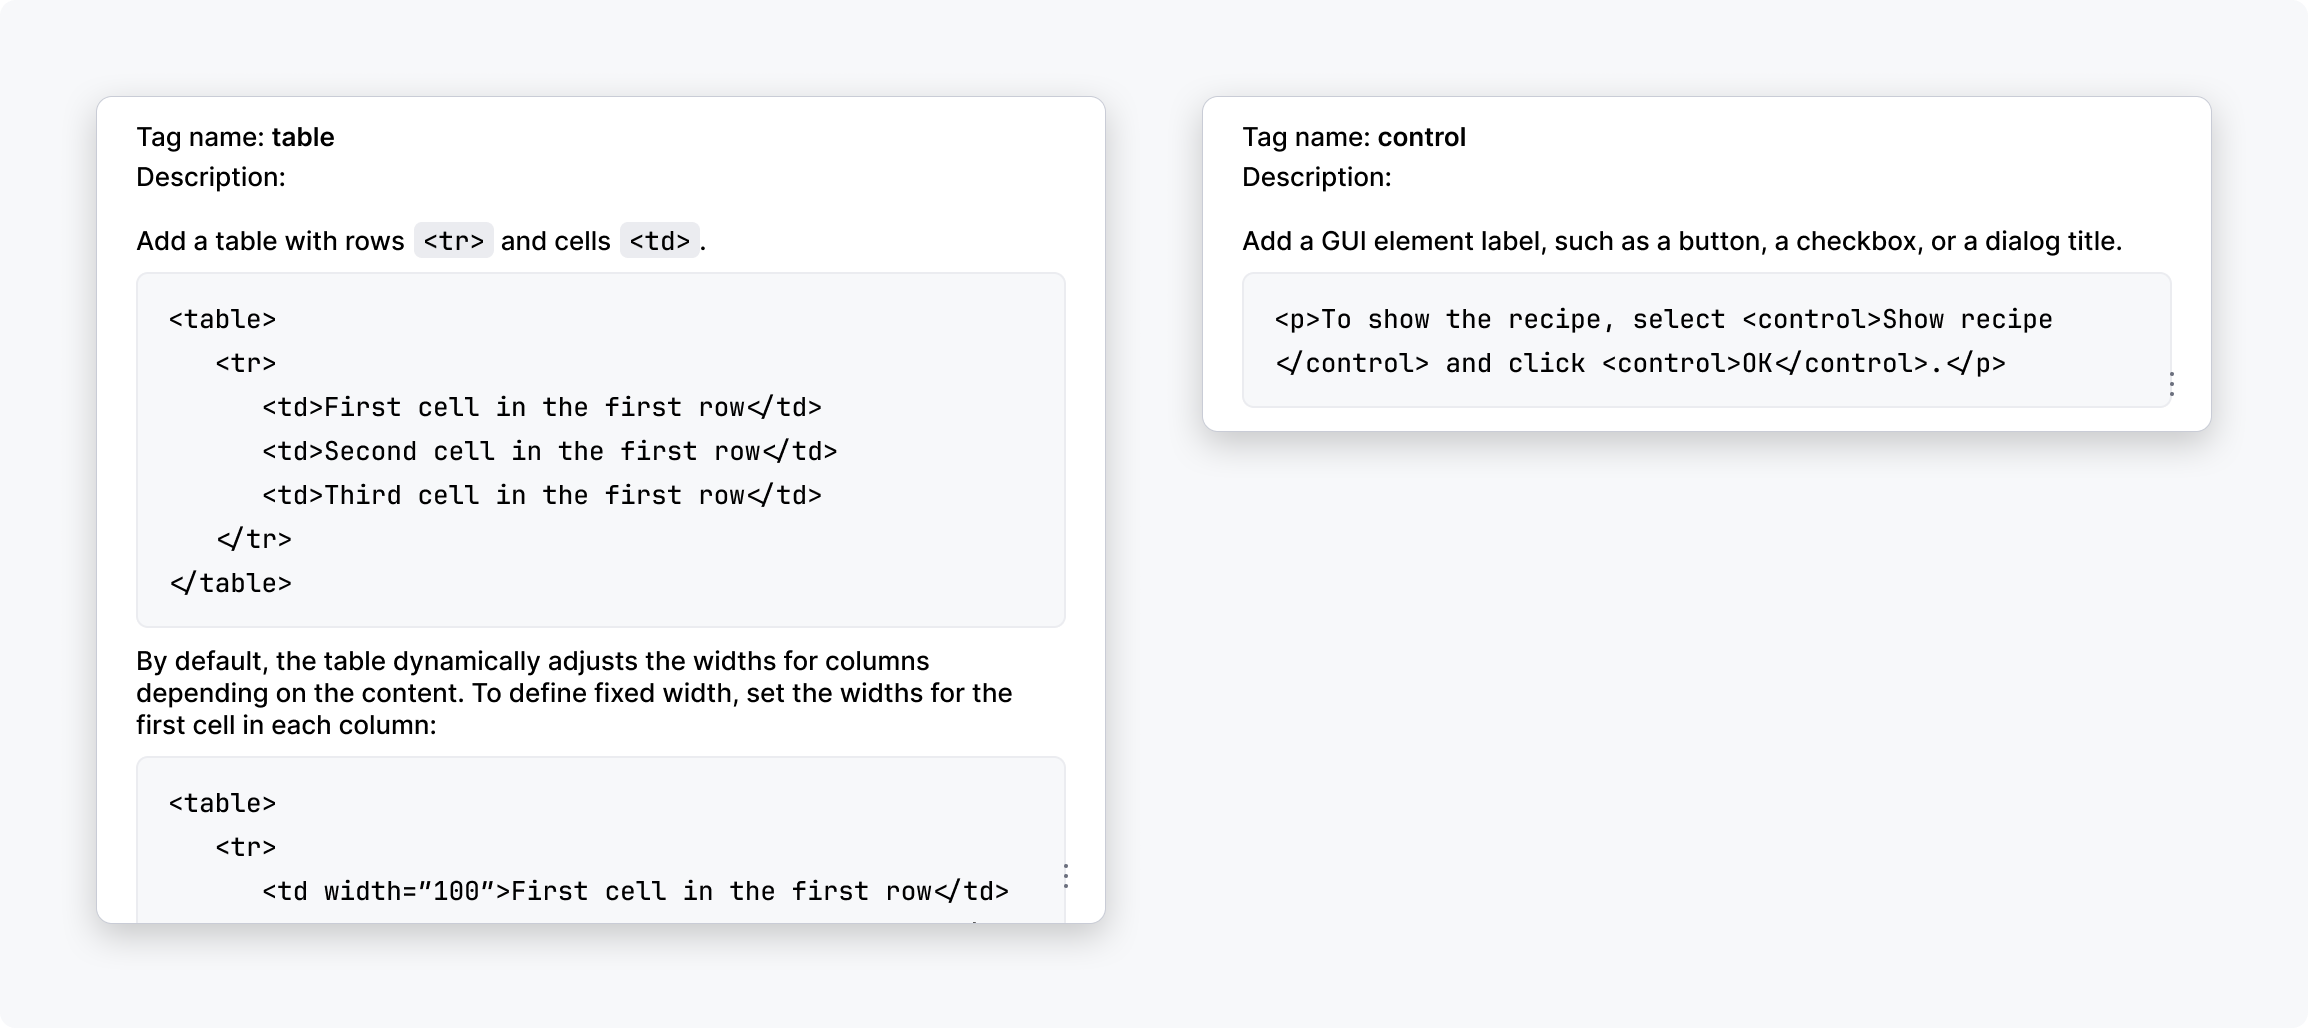 Tag name: table
Description:
Add a table with rows <tr> and cells <td>.
<table>
<tr>
<td>First cell in the first row</td>
<td>Second cell in the first row</td>
<td>Third cell in the first row</td>
</tr>
</table>
By default, the table dynamically adjusts the widths for columns
depending on the content. To define fixed width, set the widths for the
first cell in each column:
<table>
<tr>
<td width="100">First cell in the first row</td>
Tag name: control
Description:
Add a GUI element label, such as a button, a checkbox, or a dialog title.
<p>To show the recipe, select <control>Show recipe
</control> and click <control>OK</control>.</p>